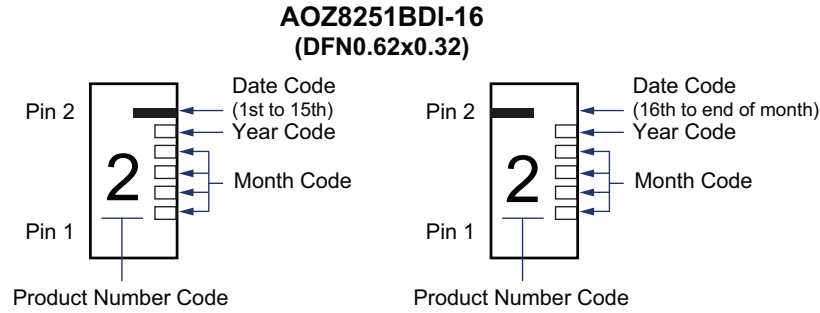 AOZ8251BDI-16
(DFN0.62x0.32)
Date Code
Pin 2
(1st to 15th)
Year Code
2
Month Code
Pin 1
Product Number Code
Date Code
Pin 2
(16th to end of month)
Year Code
2
Month Code
Pin 1
Product Number Code